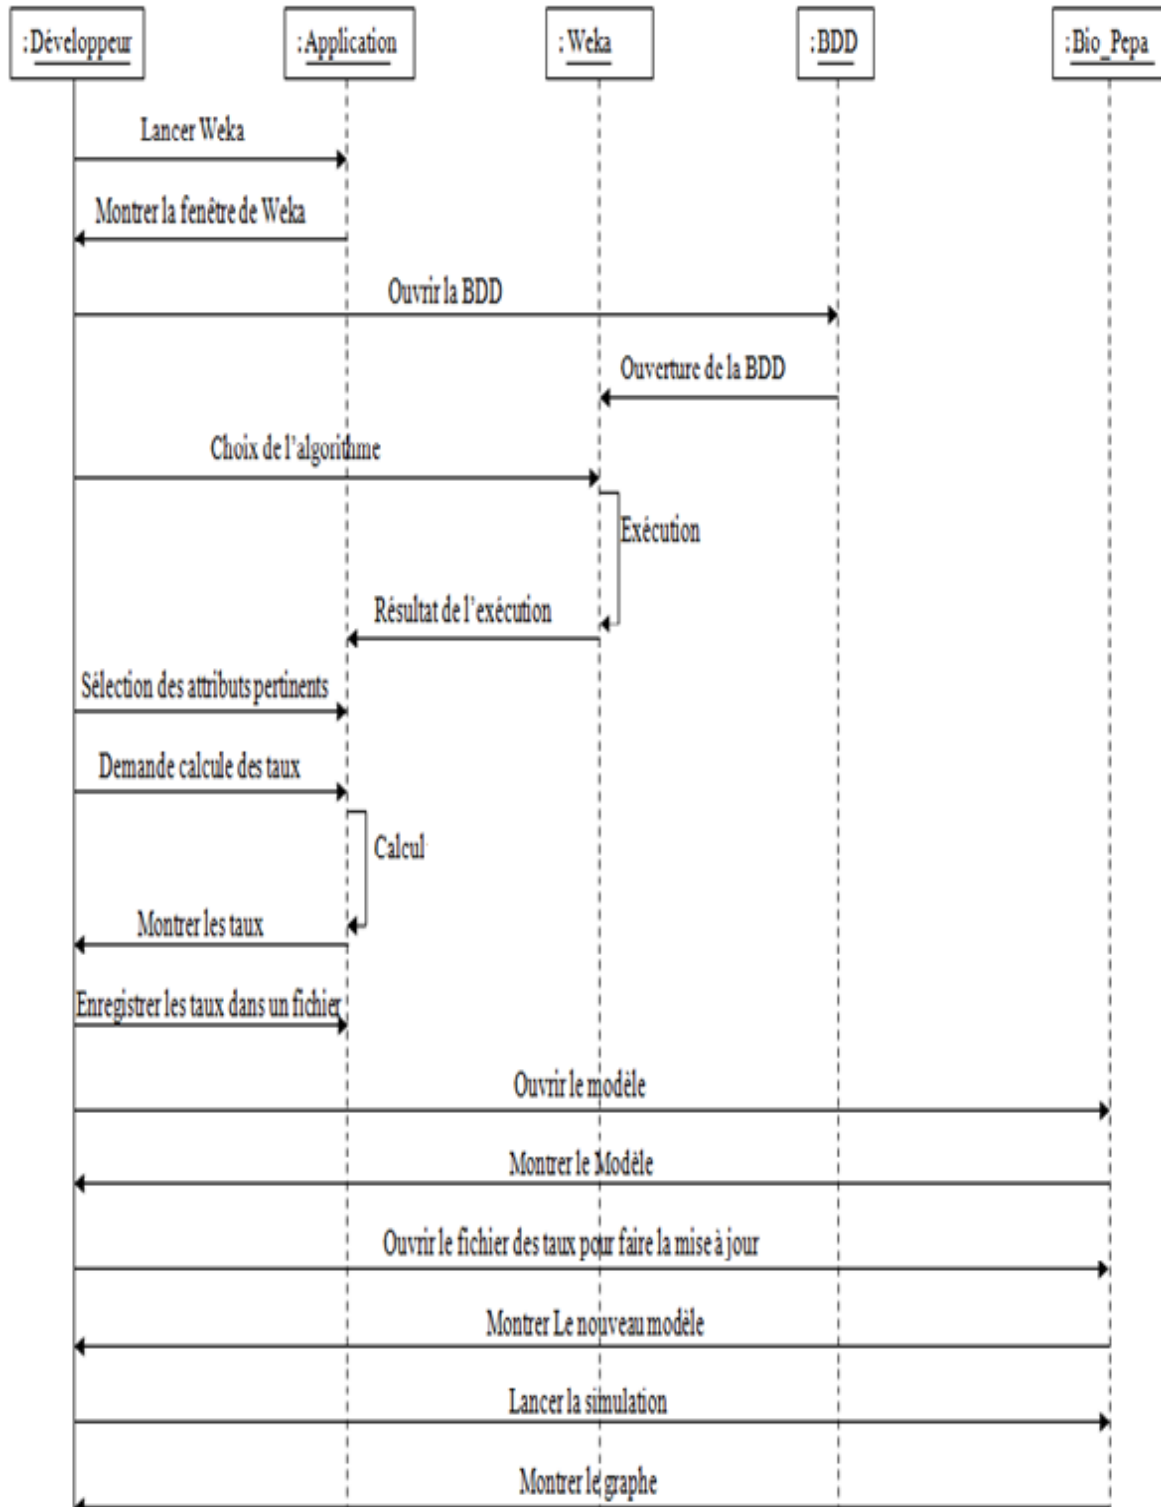 :Développeur
:Application
:Weka
:BDD
:Bio_Pepa
Lancer Weka
Montrer la fenêtre de Weka
Ouvrir la BDD
Ouverture de la BDD
Choix de l’algorithme
Exécution
Résultat de l’exécution
Sélection des attributs pertinents
Demande calcule des taux
Calcul
Montrer les taux
Enregistrer les taux dans un fichier
Ouvrir le modèle
Montrer le Modèle
Ouvrir le fichier des taux pour faire la mise à jour
Montrer Le nouveau modèle
Lancer la simulation
Montrer le graphe